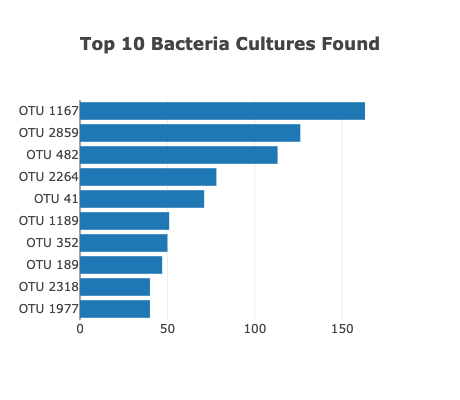 Top 10 Bacteria Cultures Found
OTU 1167
OTU 2859
OTU 482
OTU 2264
OTU 41
OTU 1189
OTU 352
OTU 189
OTU 2318
OTU 1977
0 50 100 150